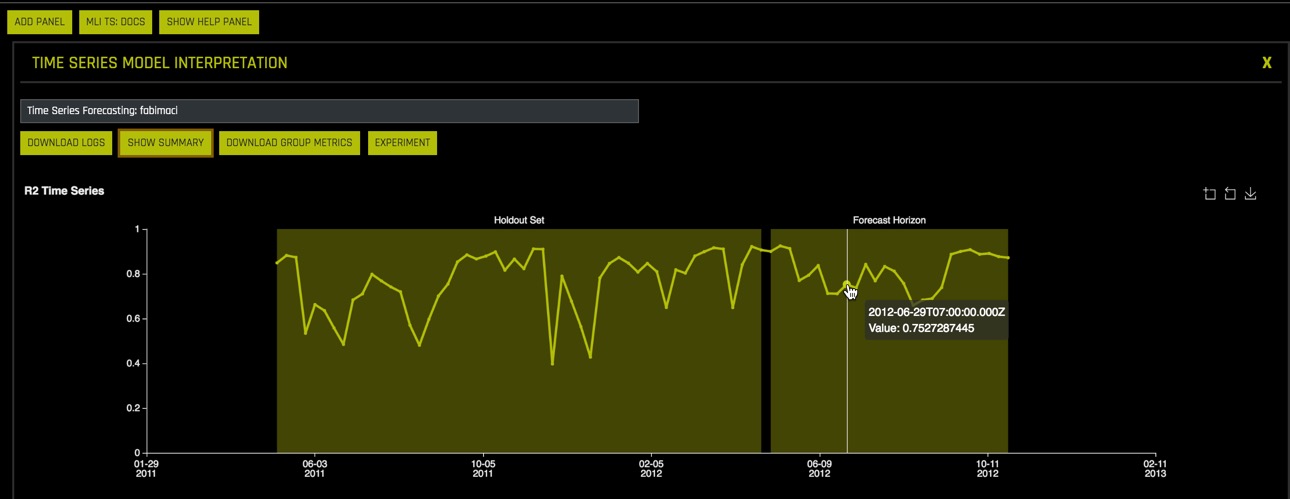 ADD PANEL
MLI TS: DOCS
SHOW HELP PANEL
TIME SERIES MODEL INTERPRETATION
X
Time Series Forecasting: fabimaci
DOWNLOAD LOGS
SHOW SUMMARY
DOWNLOAD GROUP METRICS
EXPERIMENT
R2 Time Series
Holdout Set
Forecast Horizon
1
0.8
0.6
0.4
0.2
0
2012-06-29T07:00:00.000Z
Value: 0.7527287445
01-29
2011
06-03
2011
10-05
2011
02-05
2012
06-09
2012
10-11
2012
02-11
2013